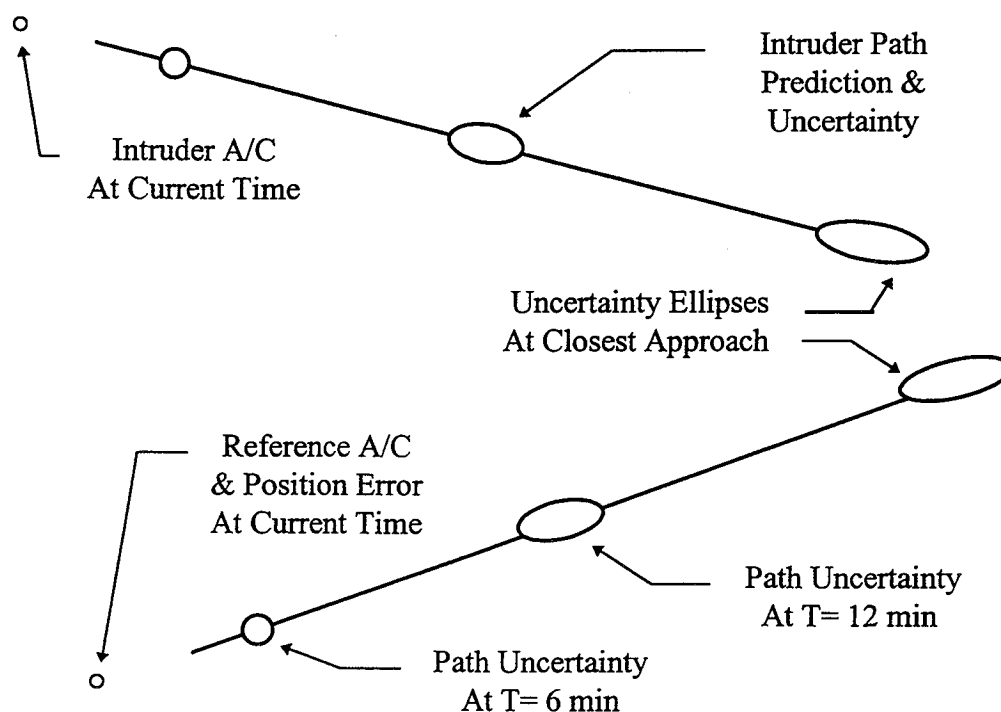 Intruder Path
Prediction &
Uncertainty
Intruder A/C
At Current Time
Uncertainty Ellipses
At Closest Approach
Reference A/C
& Position Error
At Current Time
Path Uncertainty
At T= 12 min
Path Uncertainty
At T= 6 min